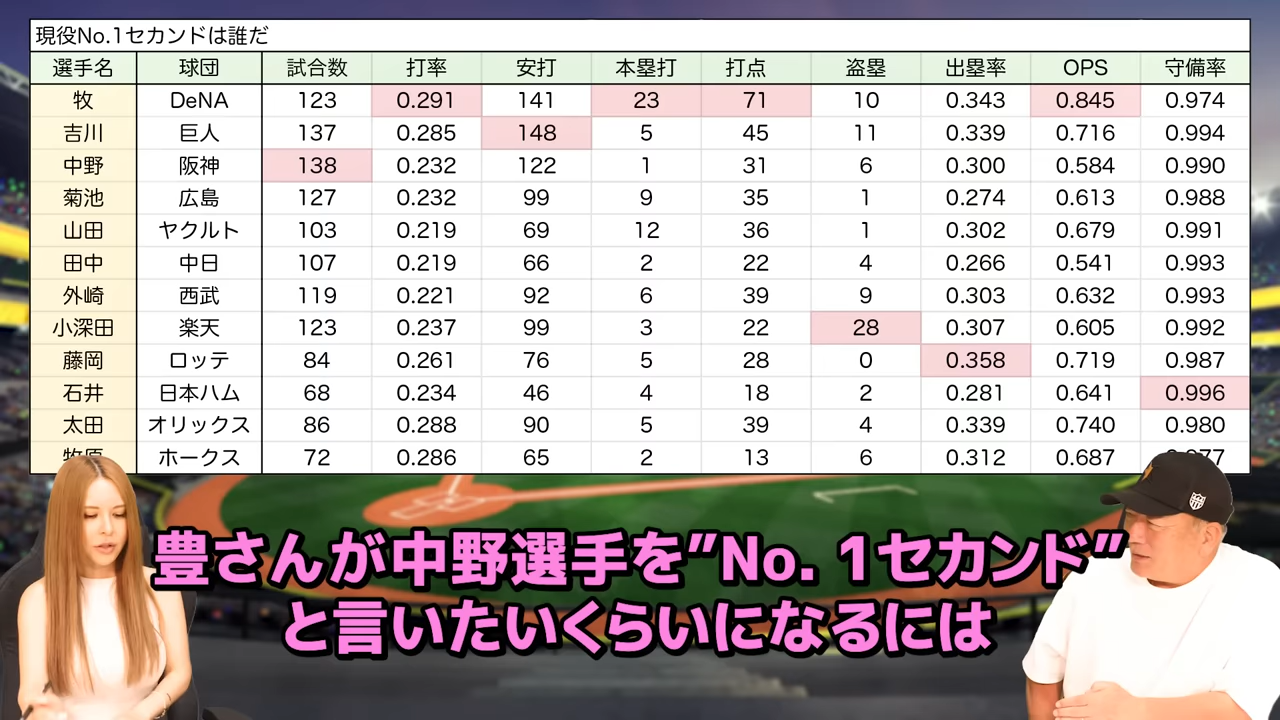 現役No.1セカンドは誰だ
選手名 球団 試合数 打率 安打 本塁打 打点 盗塁 出塁率 OPS 守備率
牧 DeNA 123 0.291 141 23 71 10 0.343 0.845 0.974
吉川 巨人 137 0.285 148 5 45 11 0.339 0.716 0.994
中野 阪神 138 0.232 122 1 31 6 0.300 0.584 0.990
菊池 広島 127 0.232 99 9 35 1 0.274 0.613 0.988
山田 ヤクルト 103 0.219 69 12 36 1 0.302 0.679 0.991
田中 中日 107 0.219 66 2 22 4 0.266 0.541 0.993
外崎 西武 119 0.221 92 6 39 9 0.303 0.632 0.993
小深田 楽天 123 0.237 99 3 22 28 0.307 0.605 0.992
藤岡 ロッテ 84 0.261 76 5 28 0 0.358 0.719 0.987
石井 日本ハム 68 0.234 46 4 18 2 0.281 0.641 0.996
太田 オリックス 86 0.288 90 5 39 4 0.339 0.740 0.980
牧原 ホークス 72 0.286 65 2 13 6 0.312 0.687
豊さんが中野選手を”No. 1セカンド”
と言いたいくらいになるには